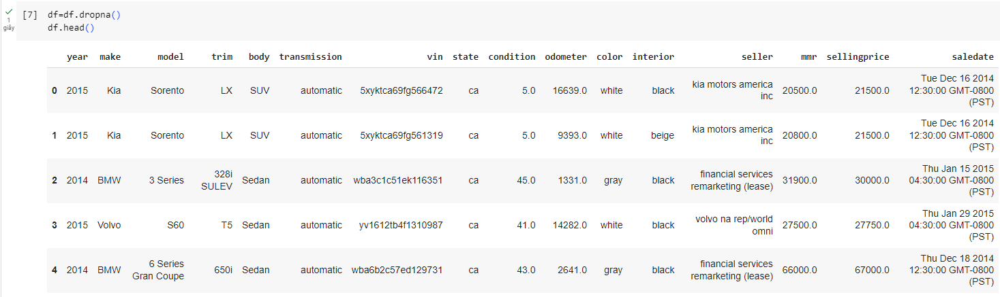 [7] df=df.dropna()
1
giây
df.head()
year make model trim body transmission vin state condition odometer color interior seller mmr sellingprice saledate
0 2015 Kia Sorento LX SUV automatic 5xyktca69fg566472 ca 5.0 16639.0 white black kia motors america inc 20500.0 21500.0 Tue Dec 16 2014 12:30:00 GMT-0800 (PST)
1 2015 Kia Sorento LX SUV automatic 5xyktca69fg561319 ca 5.0 9393.0 white beige kia motors america inc 20800.0 21500.0 Tue Dec 16 2014 12:30:00 GMT-0800 (PST)
2 2014 BMW 3 Series 328i SULEV Sedan automatic wba3c1c51ek116351 ca 45.0 1331.0 gray black financial services remarketing (lease) 31900.0 30000.0 Thu Jan 15 2015 04:30:00 GMT-0800 (PST)
3 2015 Volvo S60 T5 Sedan automatic yv1612tb4f1310987 ca 41.0 14282.0 white black volvo na rep/world omni 27500.0 27750.0 Thu Jan 29 2015 04:30:00 GMT-0800 (PST)
4 2014 BMW 6 Series Gran Coupe 650i Sedan automatic wba6b2c57ed129731 ca 43.0 2641.0 gray black financial services remarketing (lease) 66000.0 67000.0 Thu Dec 18 2014 12:30:00 GMT-0800 (PST)